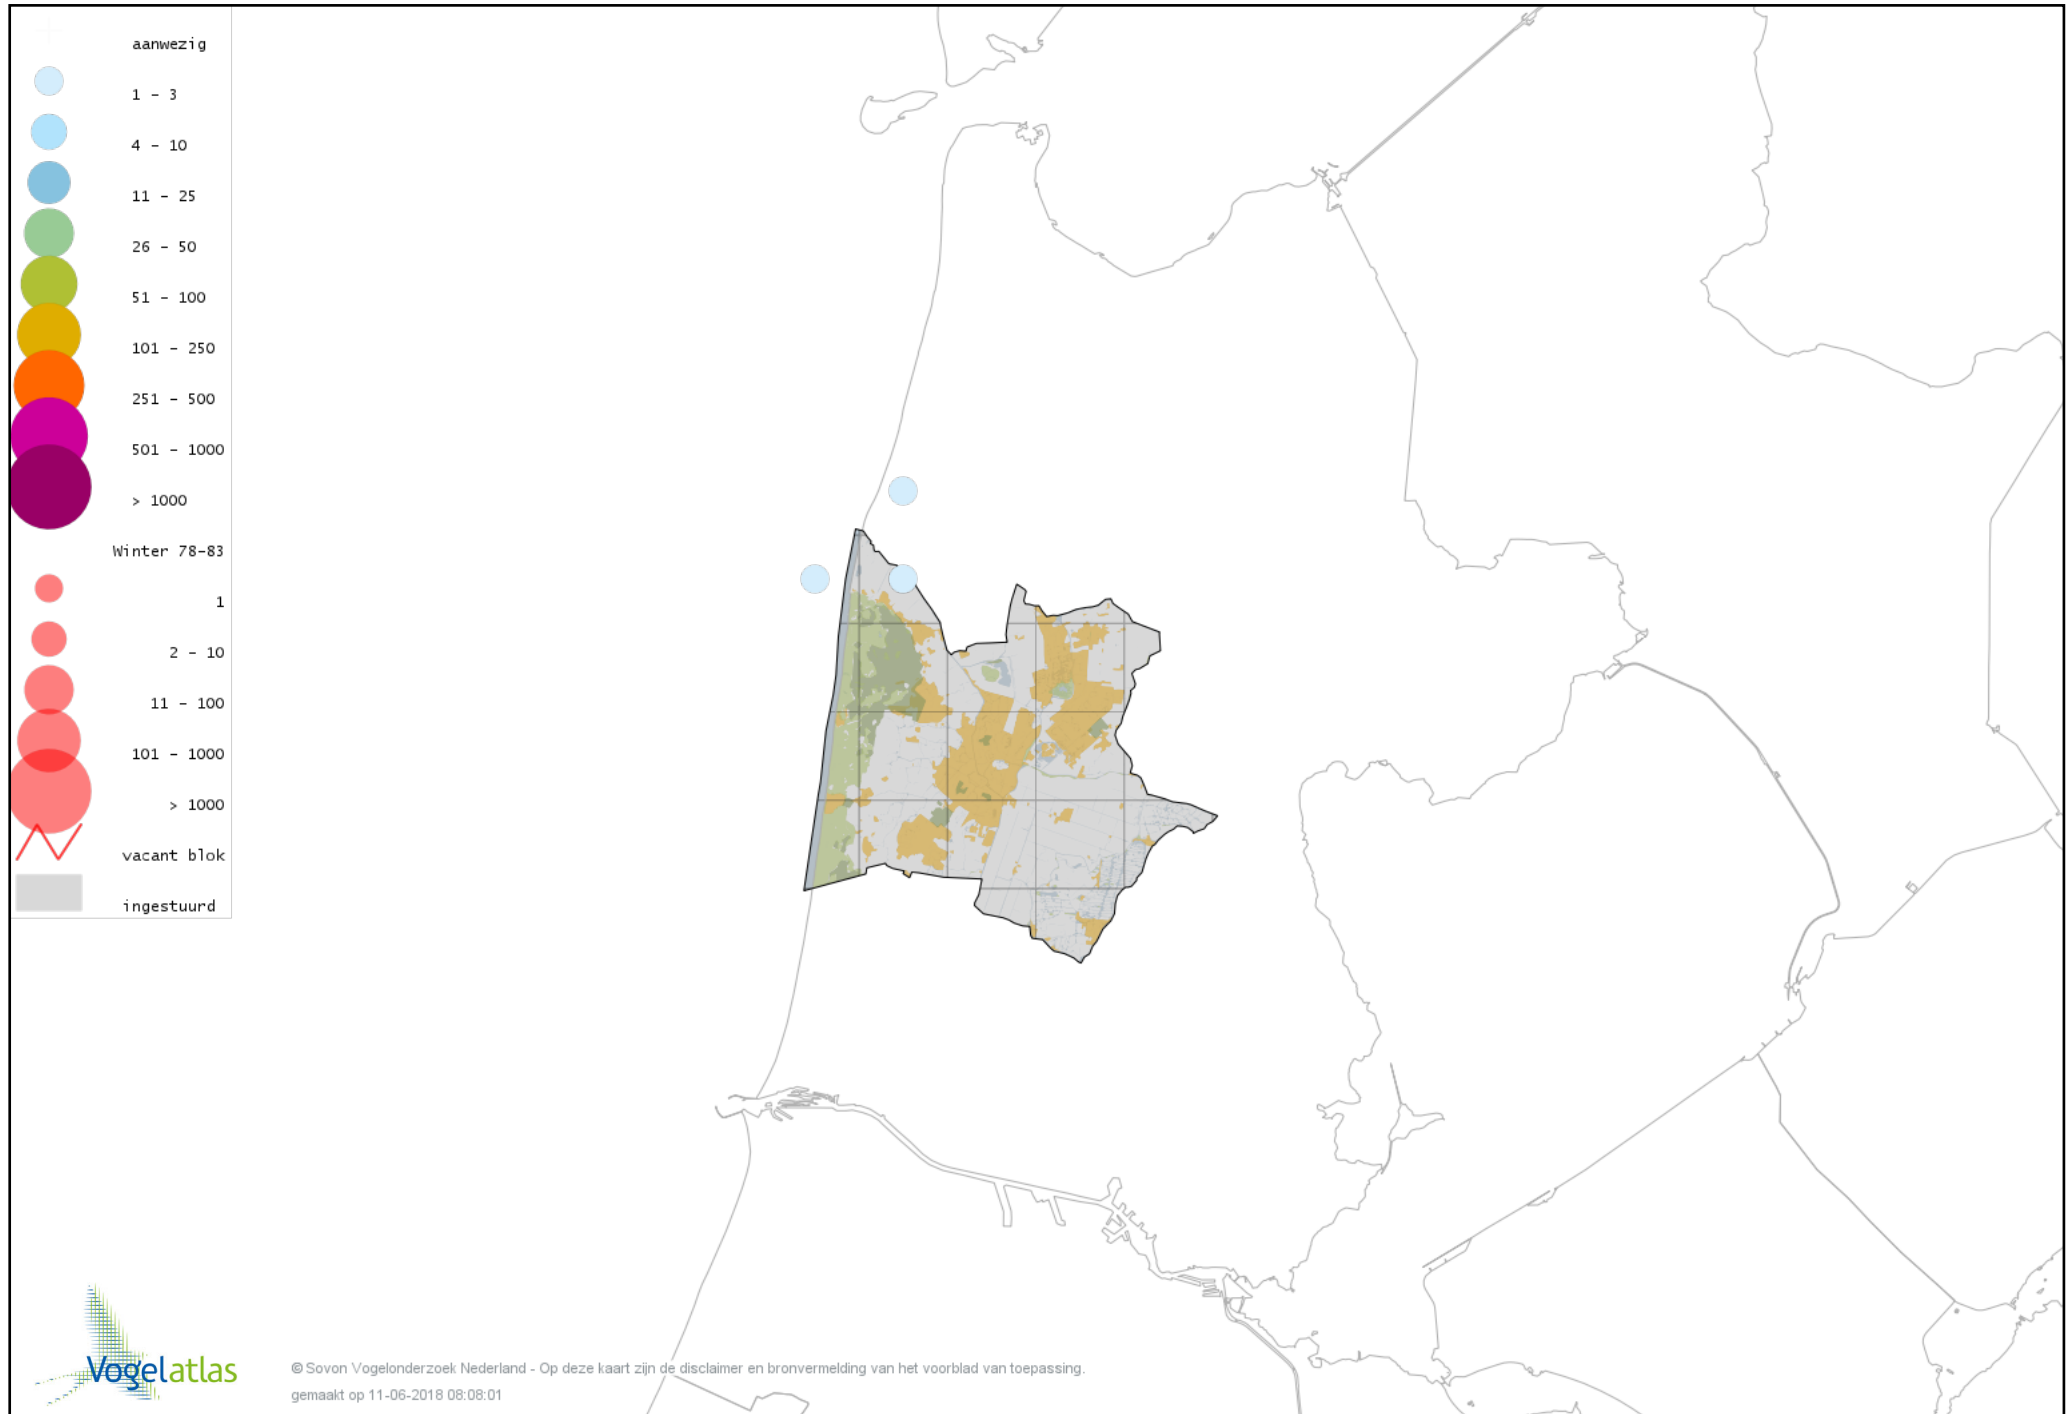 aanwezig
1 – 3
4 – 10
11 – 25
26 – 50
51 – 100
101 – 250
251 – 500
501 – 1000
> 1000
Winter 78-83
1
2 – 10
11 – 100
101 – 1000
> 1000
vacant blok
ingestuurd
Vogelatlas
© Sovon Vogelonderzoek Nederland - Op deze kaart zijn de disclaimer en bronvermelding van het voorblad van toepassing.
gemaakt op 11-06-2018 08:08:01